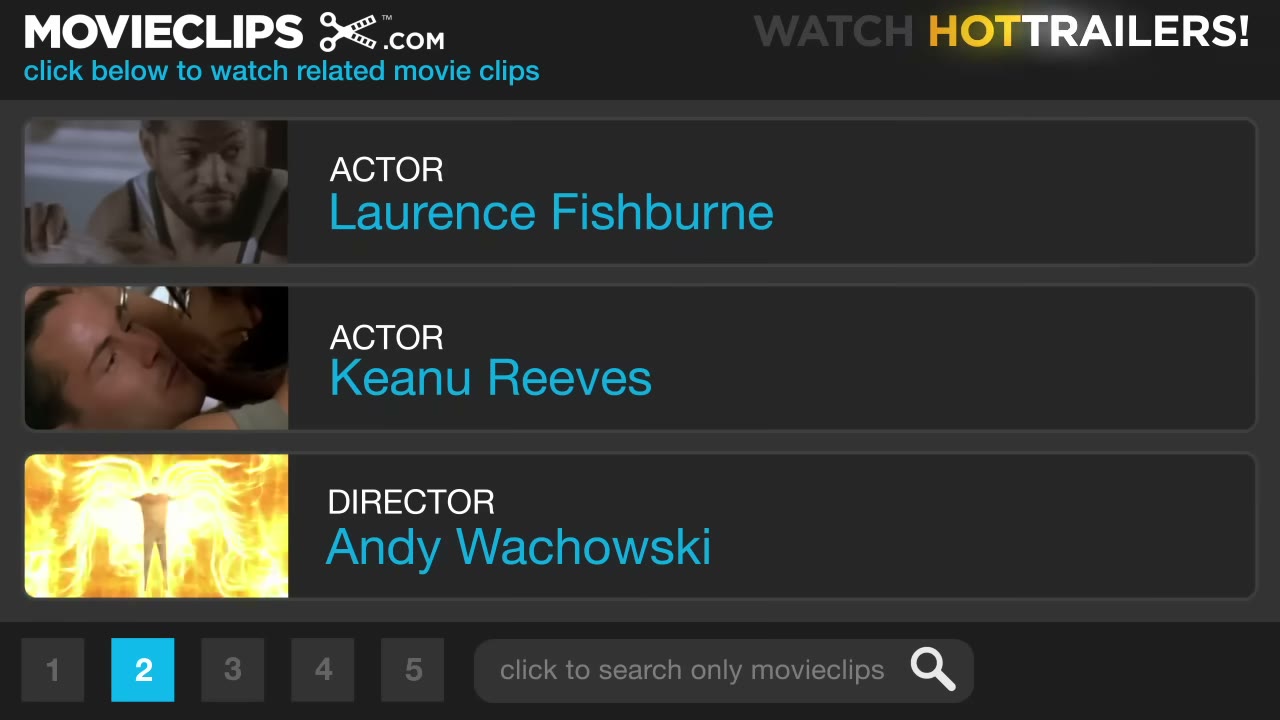 MOVIECLIPS ™ .COM
WATCH HOTTRAILERS!
click below to watch related movie clips
ACTOR
Laurence Fishburne
ACTOR
Keanu Reeves
DIRECTOR
Andy Wachowski
1 2 3 4 5 click to search only movieclips